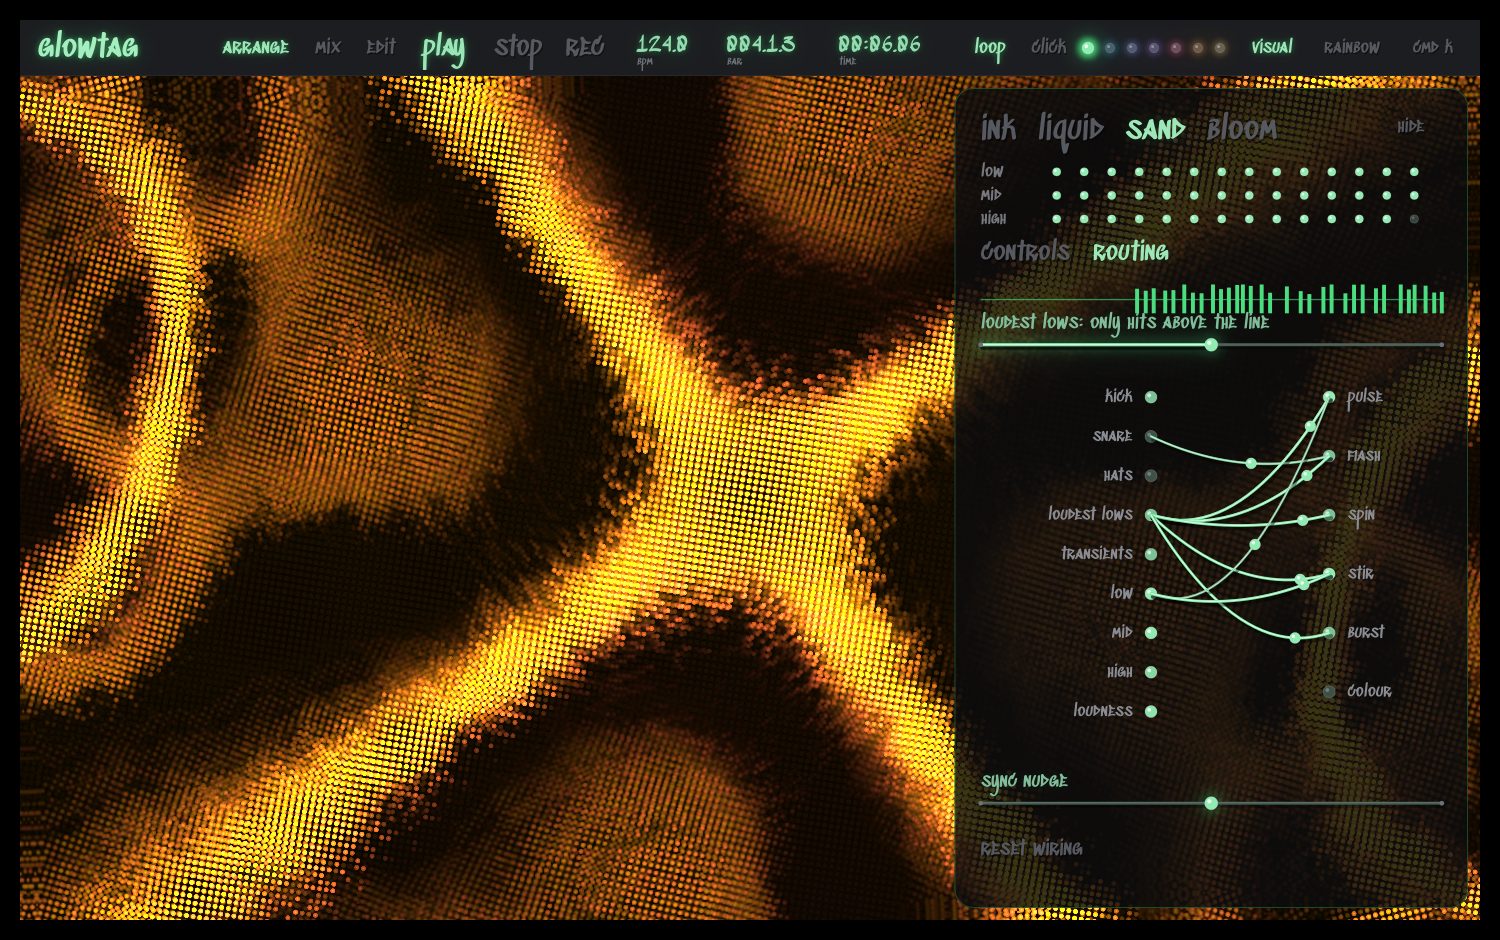 GLOWTAG ARRANGE MIX EDIT play stop REC 124.0 004.1.3 00:06.06 loop CLICK VISUAL RAINBOW CMD K
BPM BAR TIME
INK liquid SAND BLOOM HIDE
LOW
MID
HIGH
CONTROLS ROUTING
LOUDEST LOWS: ONLY HITS ABOVE THE LINE
KICK
SNARE
HATS
LOUDEST LOWS
TRANSIENTS
LOW
MID
HIGH
LOUDNESS
PULSE
FLASH
SPIN
STIR
BURST
COLOUR
SYNC NUDGE
RESET WIRING